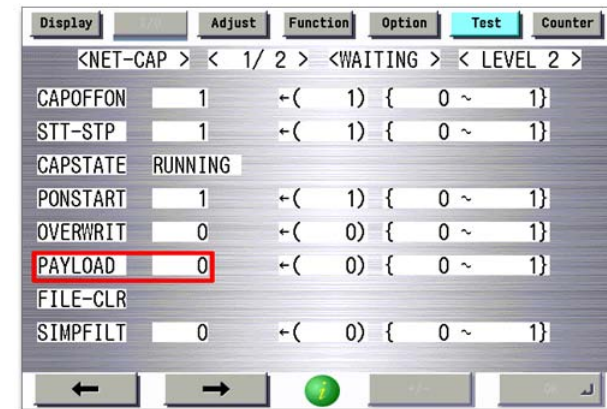 Display I/O Adjust Function Option Test Counter
<NET-CAP > < 1/ 2 > <WAITING > < LEVEL 2 >
CAPOFFON 1 ←( 1) { 0 ~ 1}
STT-STP 1 ←( 1) { 0 ~ 1}
CAPSTATE RUNNING
PONSTART 1 ←( 1) { 0 ~ 1}
OVERWRIT 0 ←( 0) { 0 ~ 1}
PAYLOAD 0 ←( 0) { 0 ~ 1}
FILE-CLR
SIMPFILT 0 ←( 0) { 0 ~ 1}
← → i +/- OK